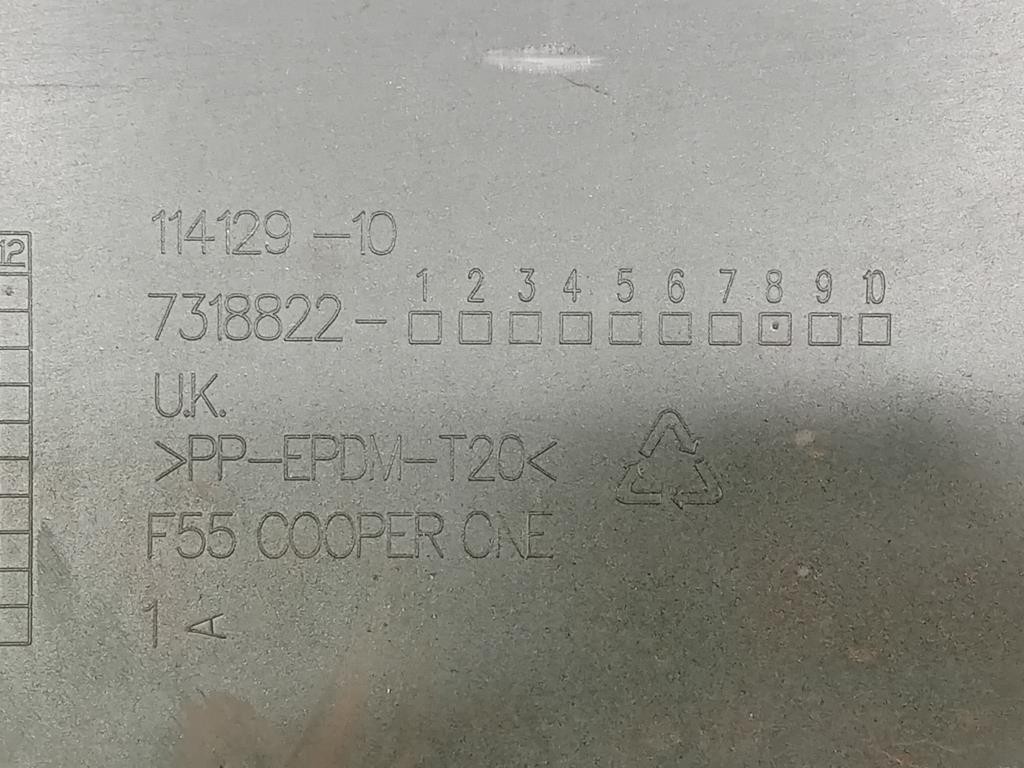 12
114129 -10
1 2 3 4 5 6 7 8 9 10
7318822-
U.K.
>PP-EPDM-T20<
F55 COOPER ONE
1 A